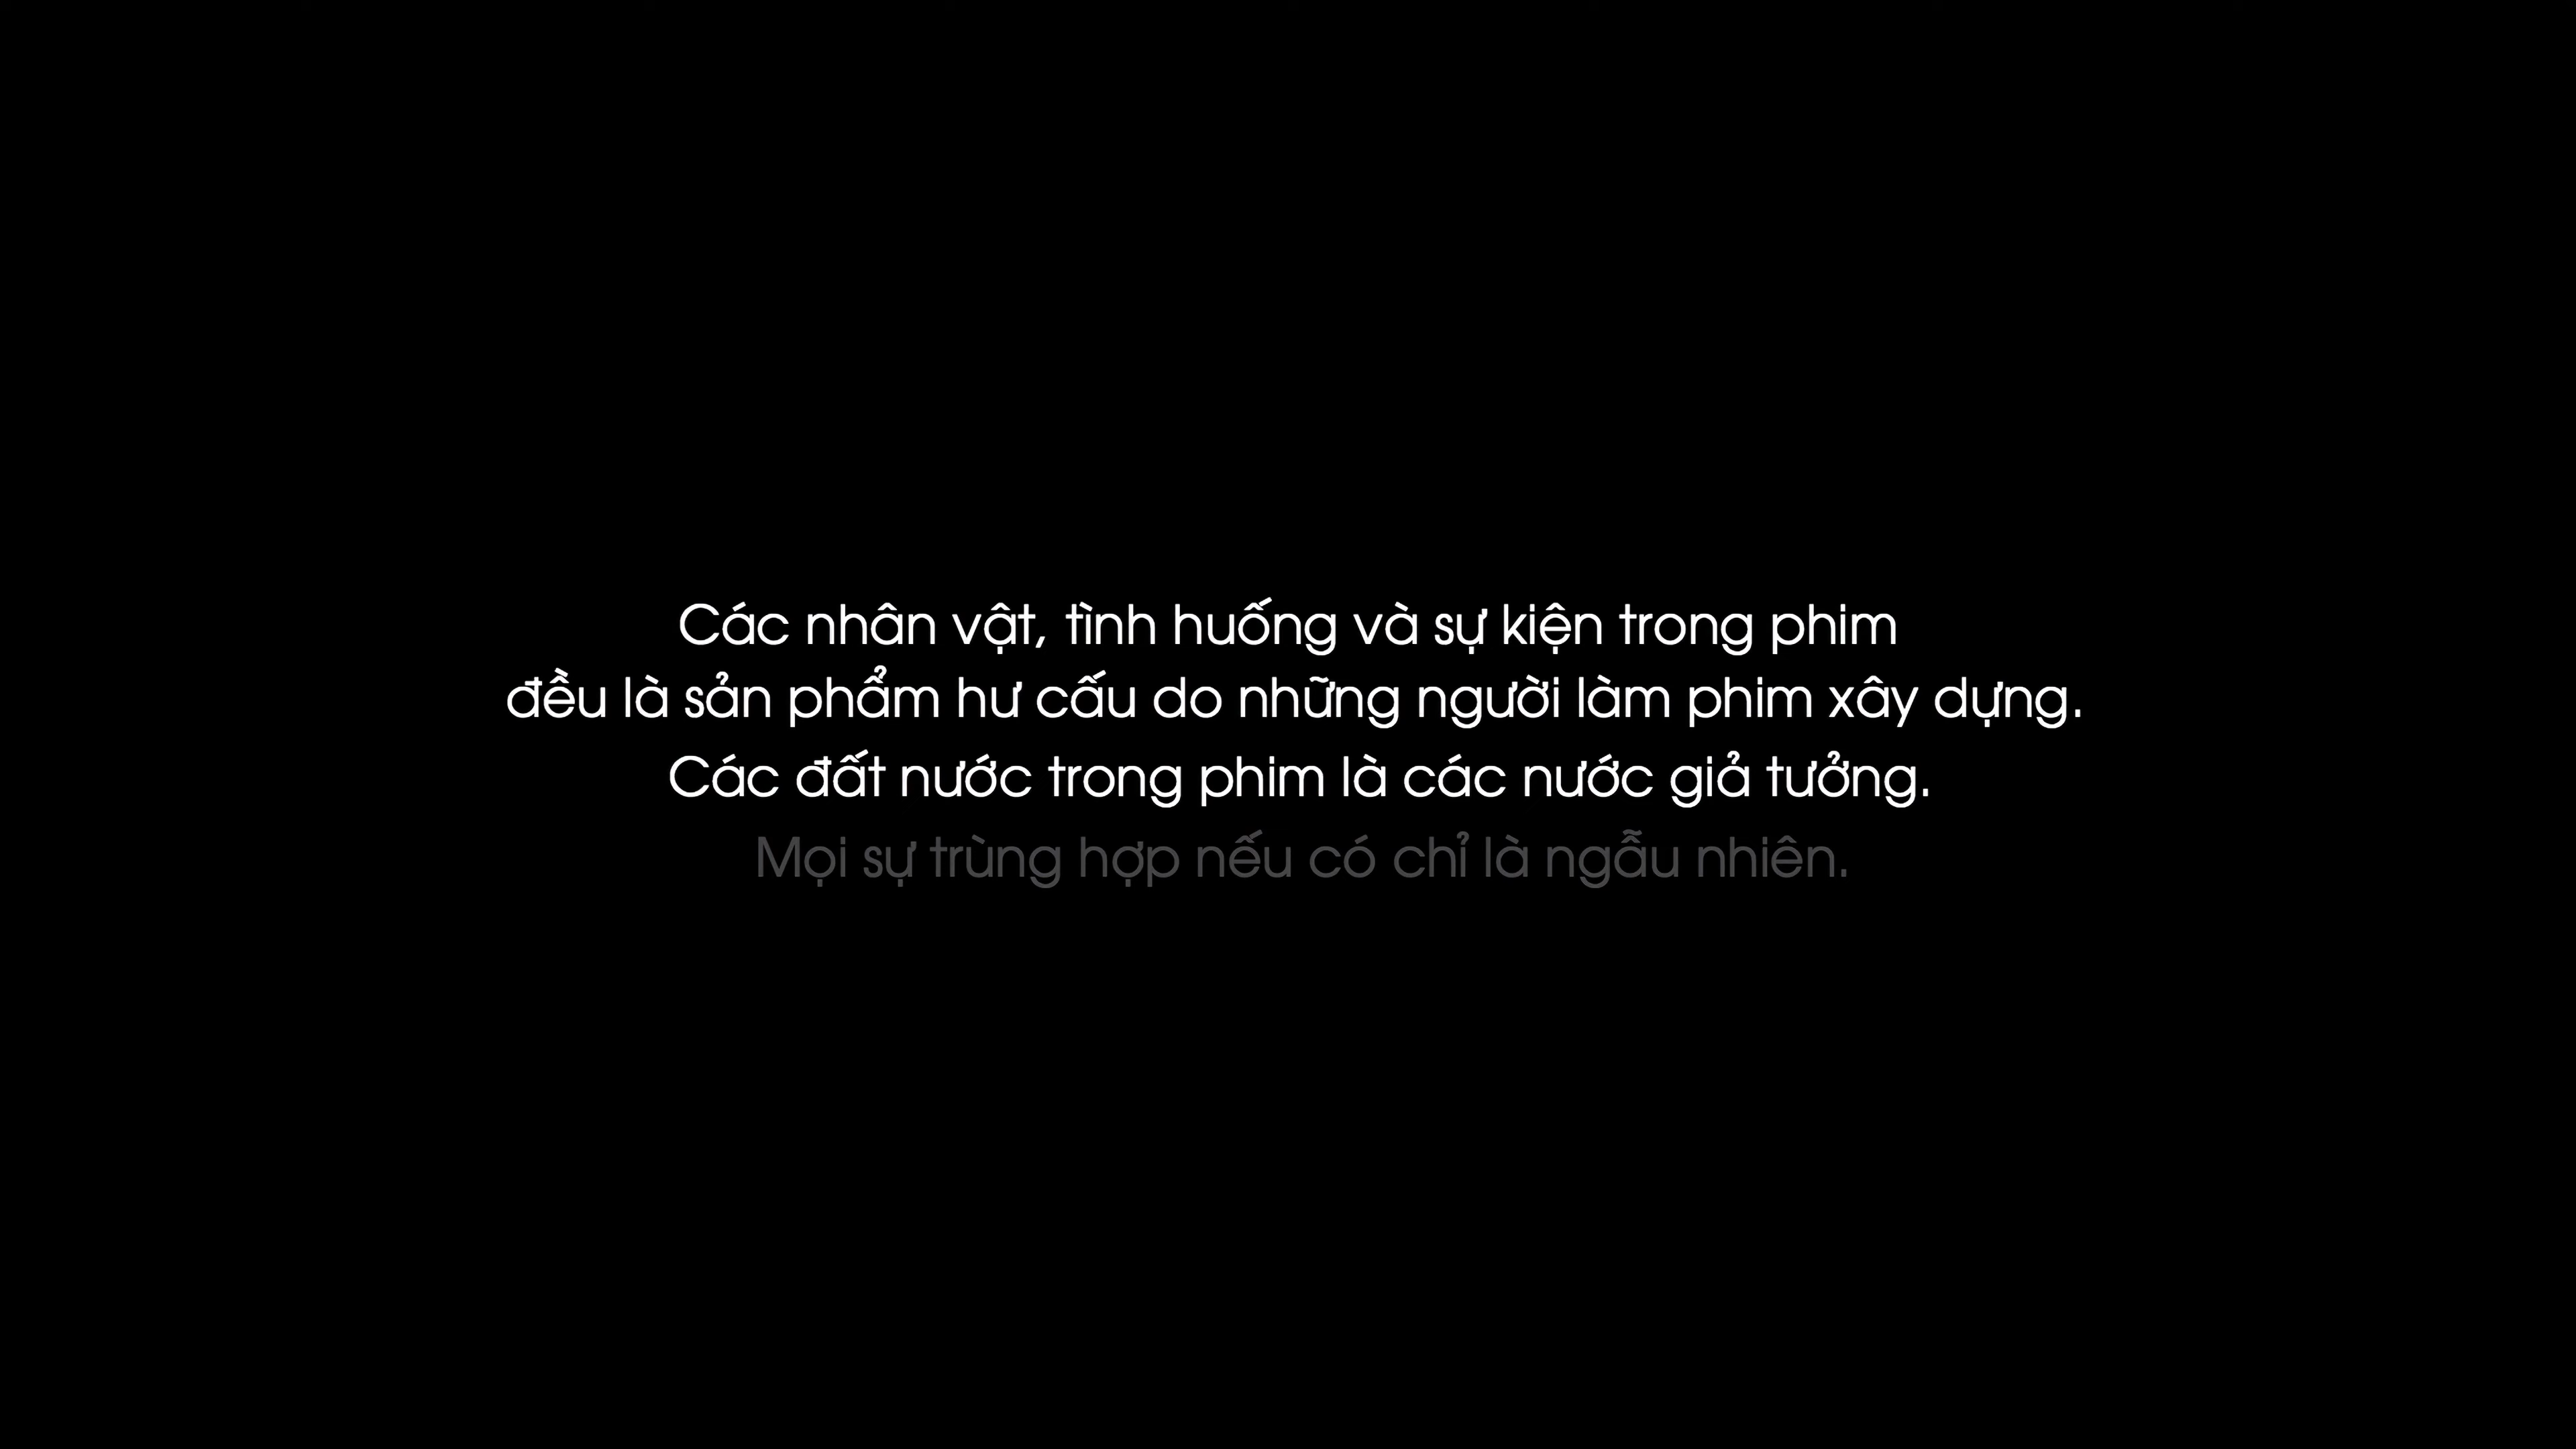 Các nhân vật, tình huống và sự kiện trong phim
đều là sản phẩm hư cấu do những người làm phim xây dựng.
Các đất nước trong phim là các nước giả tưởng.
Mọi sự trùng hợp nếu có chỉ là ngẫu nhiên.